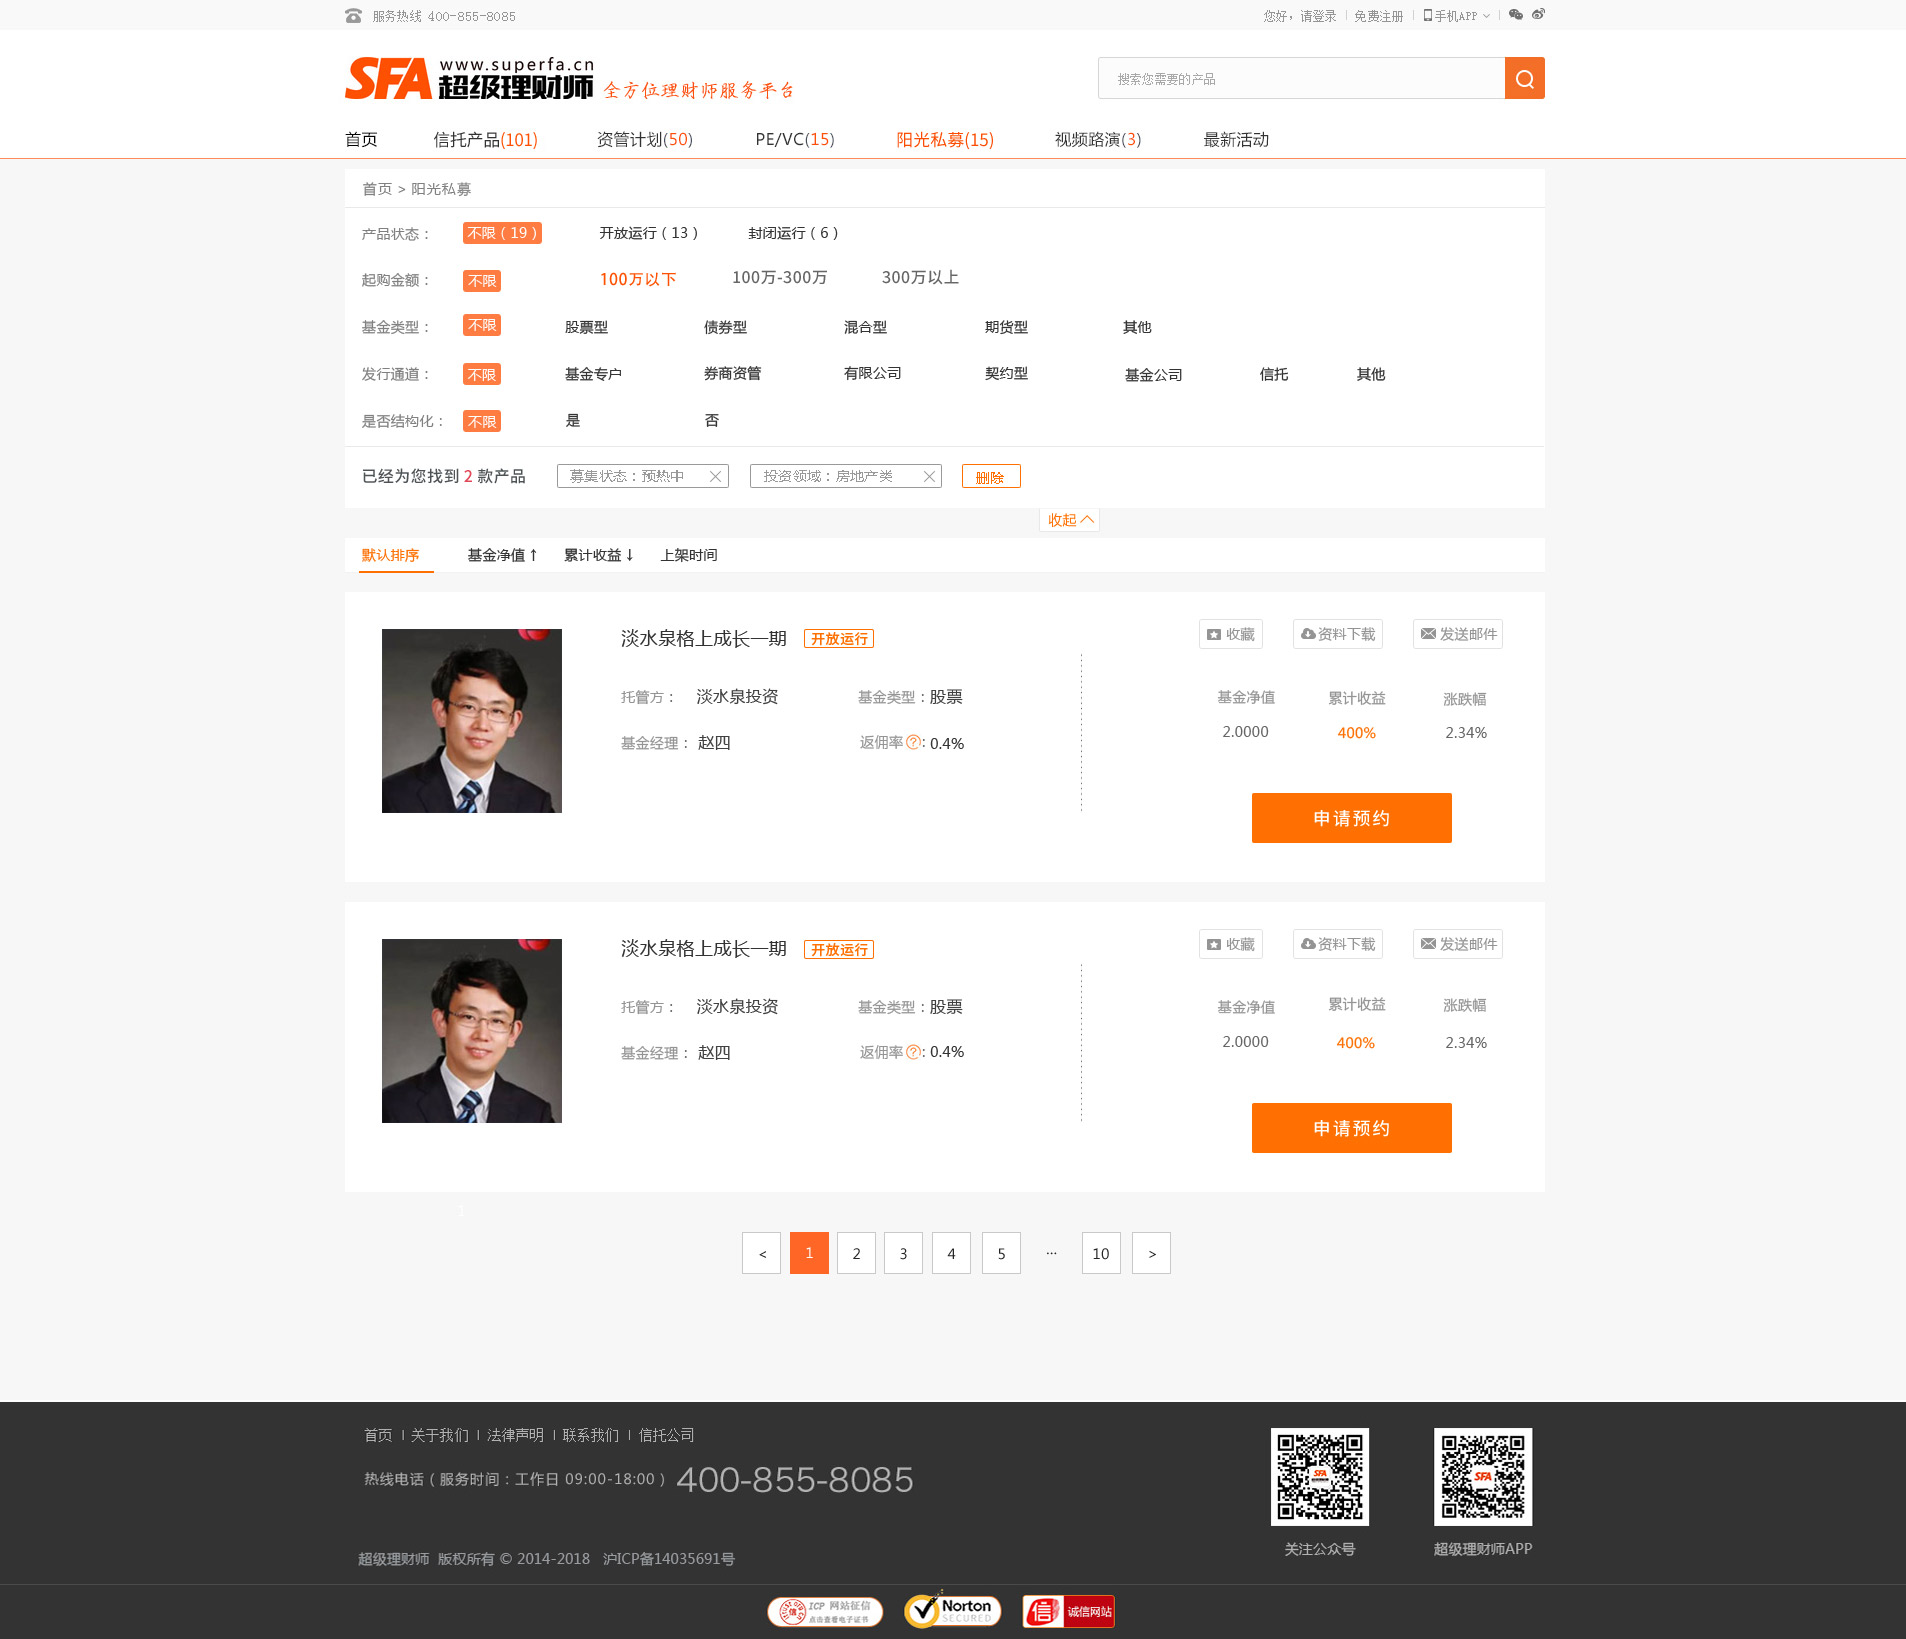 服务热线 400-855-8085
您好，请登录 免费注册 手机APP
SFA www.superfa.cn 超级理财师 全方位理财师服务平台
搜索您需要的产品
首页 信托产品(101) 资管计划(50) PE/VC(15) 阳光私募(15) 视频路演(3) 最新活动
首页 > 阳光私募
产品状态： 不限（19） 开放运行（13） 封闭运行（6）
起购金额： 不限 100万以下 100万-300万 300万以上
基金类型： 不限 股票型 债券型 混合型 期货型 其他
发行通道： 不限 基金专户 券商资管 有限公司 契约型 基金公司 信托 其他
是否结构化： 不限 是 否
已经为您找到 2 款产品 募集状态：预热中 投资领域：房地产类 删除
收起
默认排序 基金净值↑ 累计收益↓ 上架时间
淡水泉格上成长一期 开放运行 收藏 资料下载 发送邮件
托管方： 淡水泉投资 基金类型：股票 基金净值 累计收益 涨跌幅
2.0000 400% 2.34%
基金经理： 赵四 返佣率?: 0.4%
申请预约
淡水泉格上成长一期 开放运行 收藏 资料下载 发送邮件
托管方： 淡水泉投资 基金类型：股票 基金净值 累计收益 涨跌幅
2.0000 400% 2.34%
基金经理： 赵四 返佣率?: 0.4%
申请预约
1
< 1 2 3 4 5 ... 10 >
首页 | 关于我们 | 法律声明 | 联系我们 | 信托公司
热线电话（服务时间：工作日 09:00-18:00） 400-855-8085
SFA
SFA
关注公众号 超级理财师APP
超级理财师 版权所有 © 2014-2018 沪ICP备14035691号
信 ICP 网站征信 点击查看电子证书
Norton SECURED
信 诚信网站